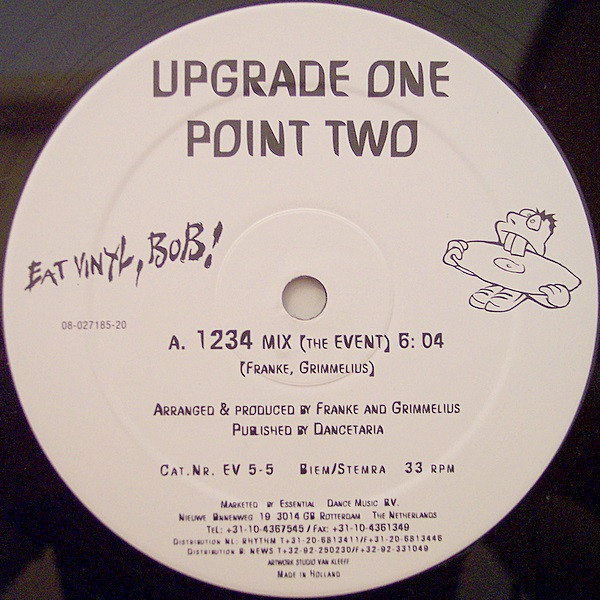 UPGRADE ONE
POINT TWO
EAT VINYL, BOB!
08-027185-20
A. 1234 MIX (THE EVENT) 6:04
(FRANKE, GRIMMELIUS)
ARRANGED & PRODUCED BY FRANKE AND GRIMMELIUS
PUBLISHED BY DANCETARIA
CAT.NR. EV 5-5 BIEM/STEMRA 33 RPM
MARKETED BY ESSENTIAL DANCE MUSIC B.V.
NIEUWE BINNENWEG 19 3014 GB ROTTERDAM THE NETHERLANDS
TEL: +31-10-4367545 / FAX: +31-10-4361349
DISTRIBUTION NL: RHYTHM T+31-20-6813411/F+31-20-6813446
DISTRIBUTION B. NEWS T+32-92-250230/F+32-92-331049
ARTWORK STUDIO VAN KLEEFF
MADE IN HOLLAND